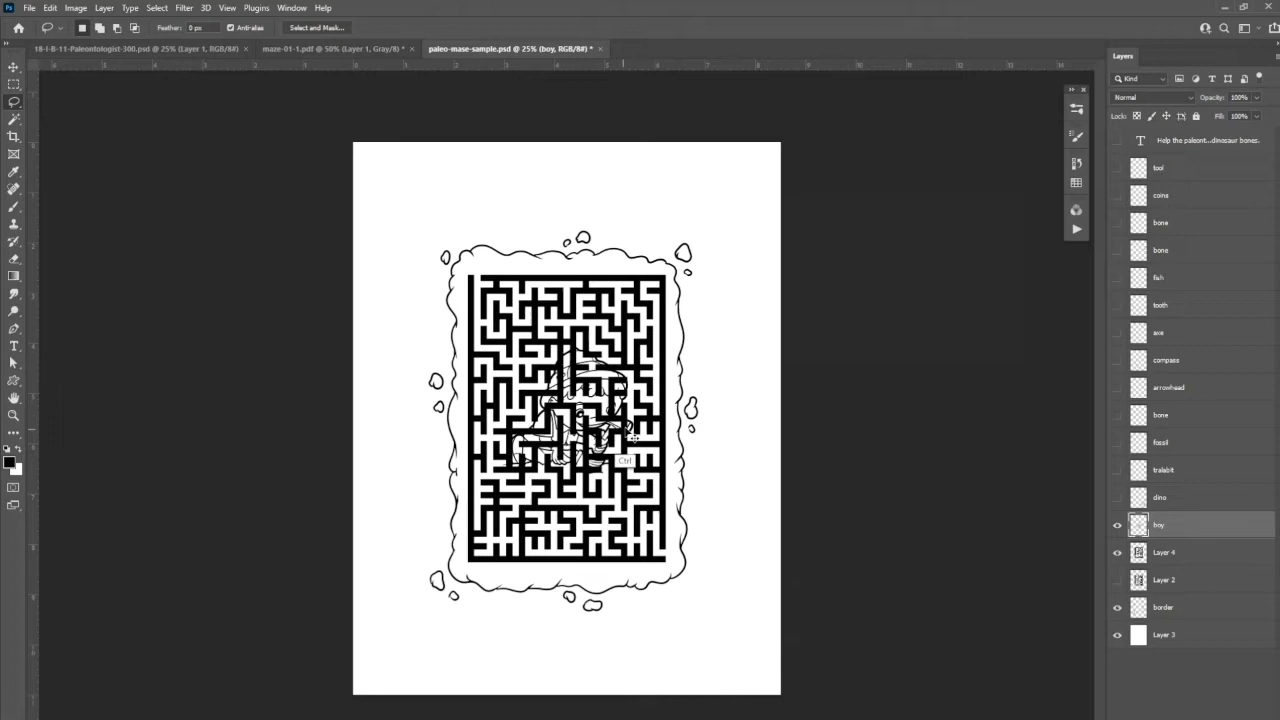 Ps File Edit Image Layer Type Select Filter 3D View Plugins Window Help
Feather: 0 px Anti-alias Select and Mask...
18-I-B-11-Paleontologist-300.psd @ 25% (Layer 1, RGB/8#) × maze-01-1.pdf @ 50% (Layer 1, Gray/8) * × paleo-mase-sample.psd @ 25% (boy, RGB/8#) * ×
Layers
Kind
Normal Opacity: 100%
Lock: Fill: 100%
Help the paleont...dinosaur bones.
tool
coins
bone
bone
fish
tooth
axe
compass
arrowhead
bone
fossil
tralabit
dino
boy
Layer 4
Layer 2
border
Layer 3
Ctrl